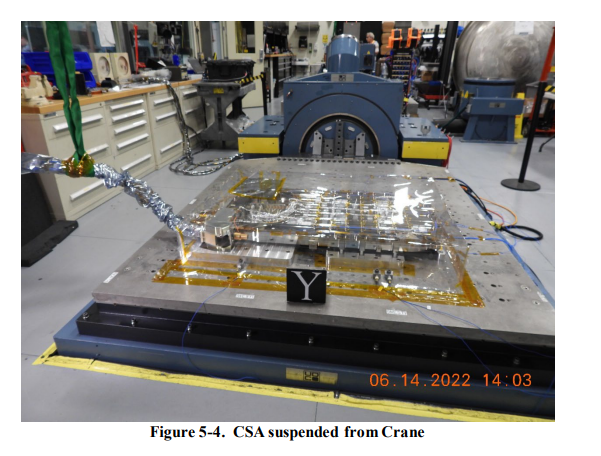 Y
06.14.2022 14:03
Figure 5-4. CSA suspended from Crane